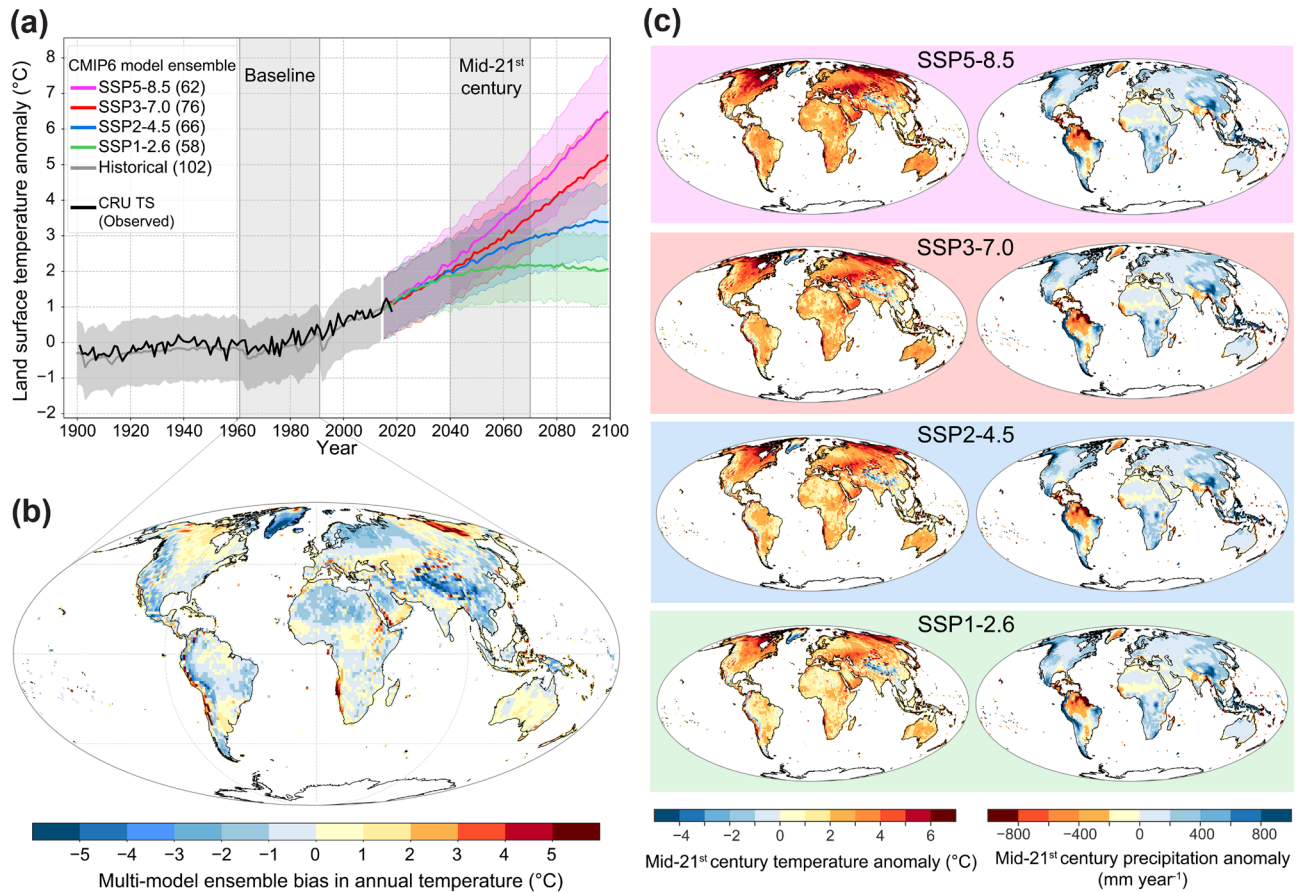 (a)
Land surface temperature anomaly (°C)
8
7
6
5
4
3
2
1
0
−1
−2
CMIP6 model ensemble
SSP5-8.5 (62)
SSP3-7.0 (76)
SSP2-4.5 (66)
SSP1-2.6 (58)
Historical (102)
CRU TS
(Observed)
Baseline
Mid-21st
century
1900 1920 1940 1960 1980 2000 2020 2040 2060 2080 2100
Year
(b)
−5 −4 −3 −2 −1 0 1 2 3 4 5
Multi-model ensemble bias in annual temperature (°C)
(c)
SSP5-8.5
SSP3-7.0
SSP2-4.5
SSP1-2.6
−4 −2 0 2 4 6
Mid-21st century temperature anomaly (°C)
−800 −400 0 400 800
Mid-21st century precipitation anomaly
(mm year⁻¹)